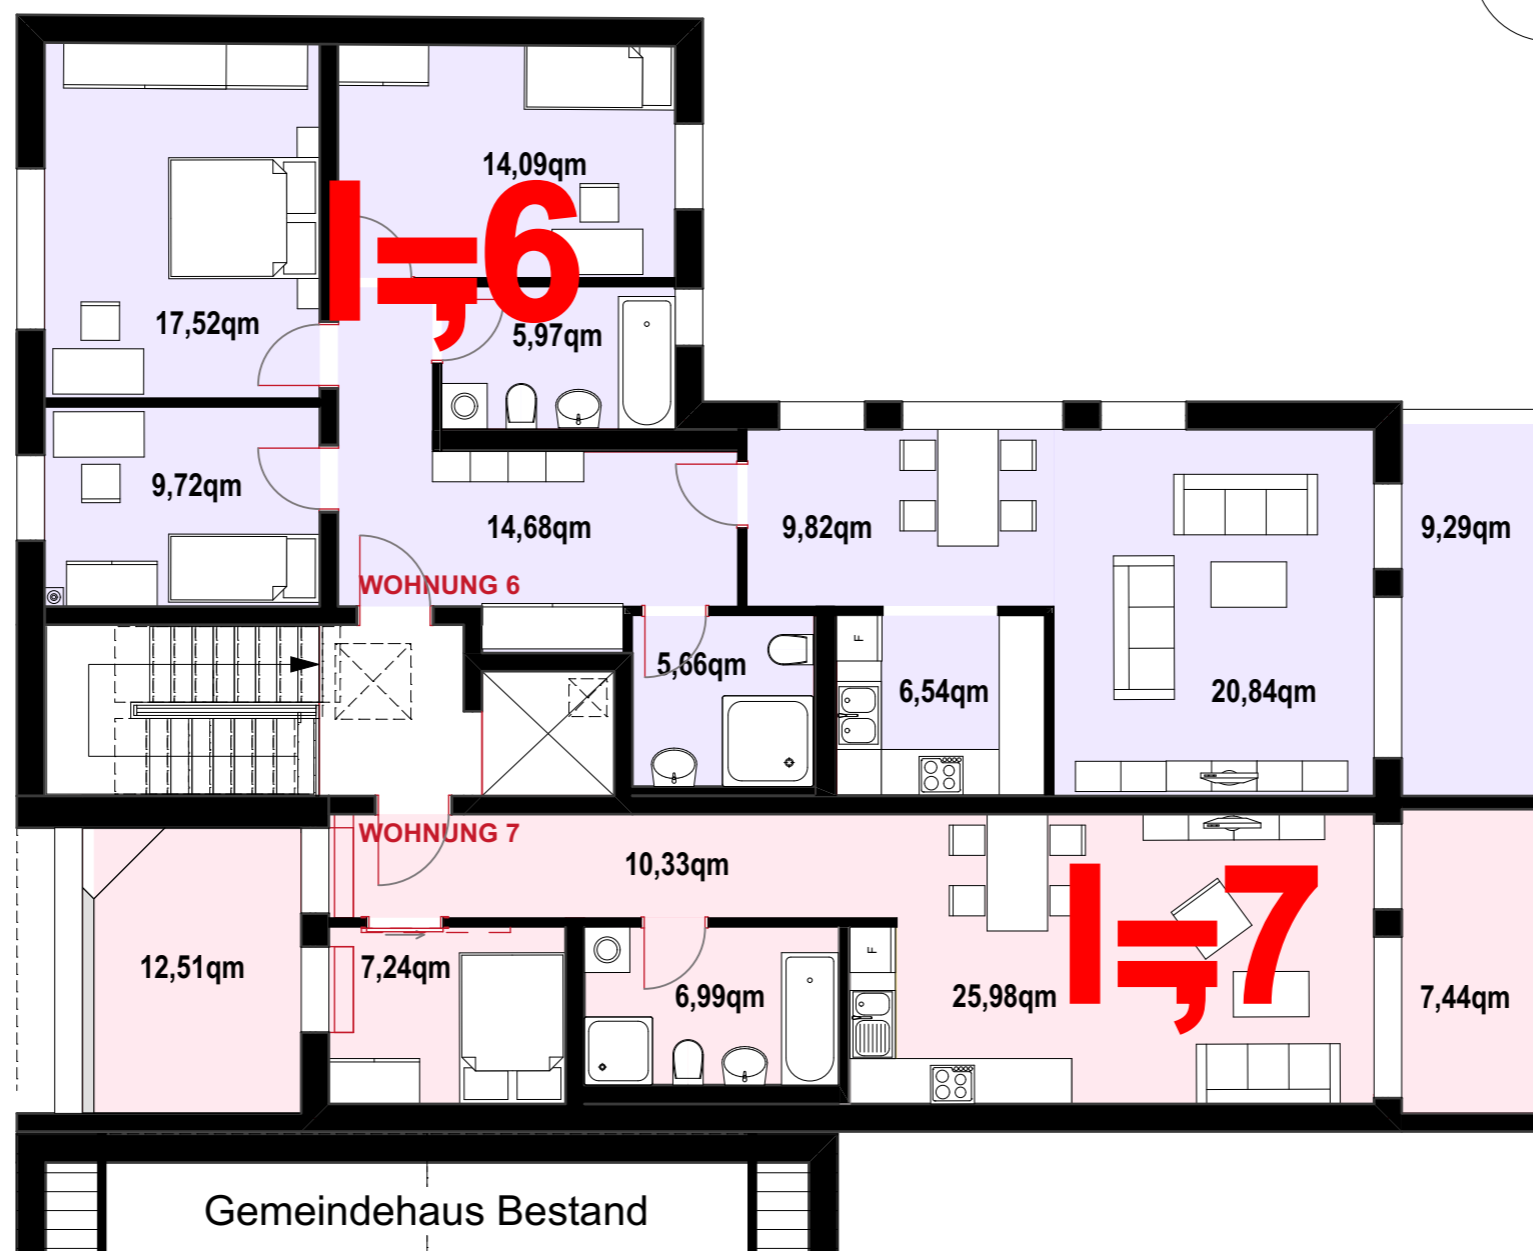 14,09qm
I=,6
17,52qm
5,97qm
9,72qm
14,68qm
9,82qm
9,29qm
WOHNUNG 6
5,66qm
F
6,54qm
20,84qm
WOHNUNG 7
10,33qm
I=,7
12,51qm
7,24qm
6,99qm
F
25,98qm
7,44qm
Gemeindehaus Bestand